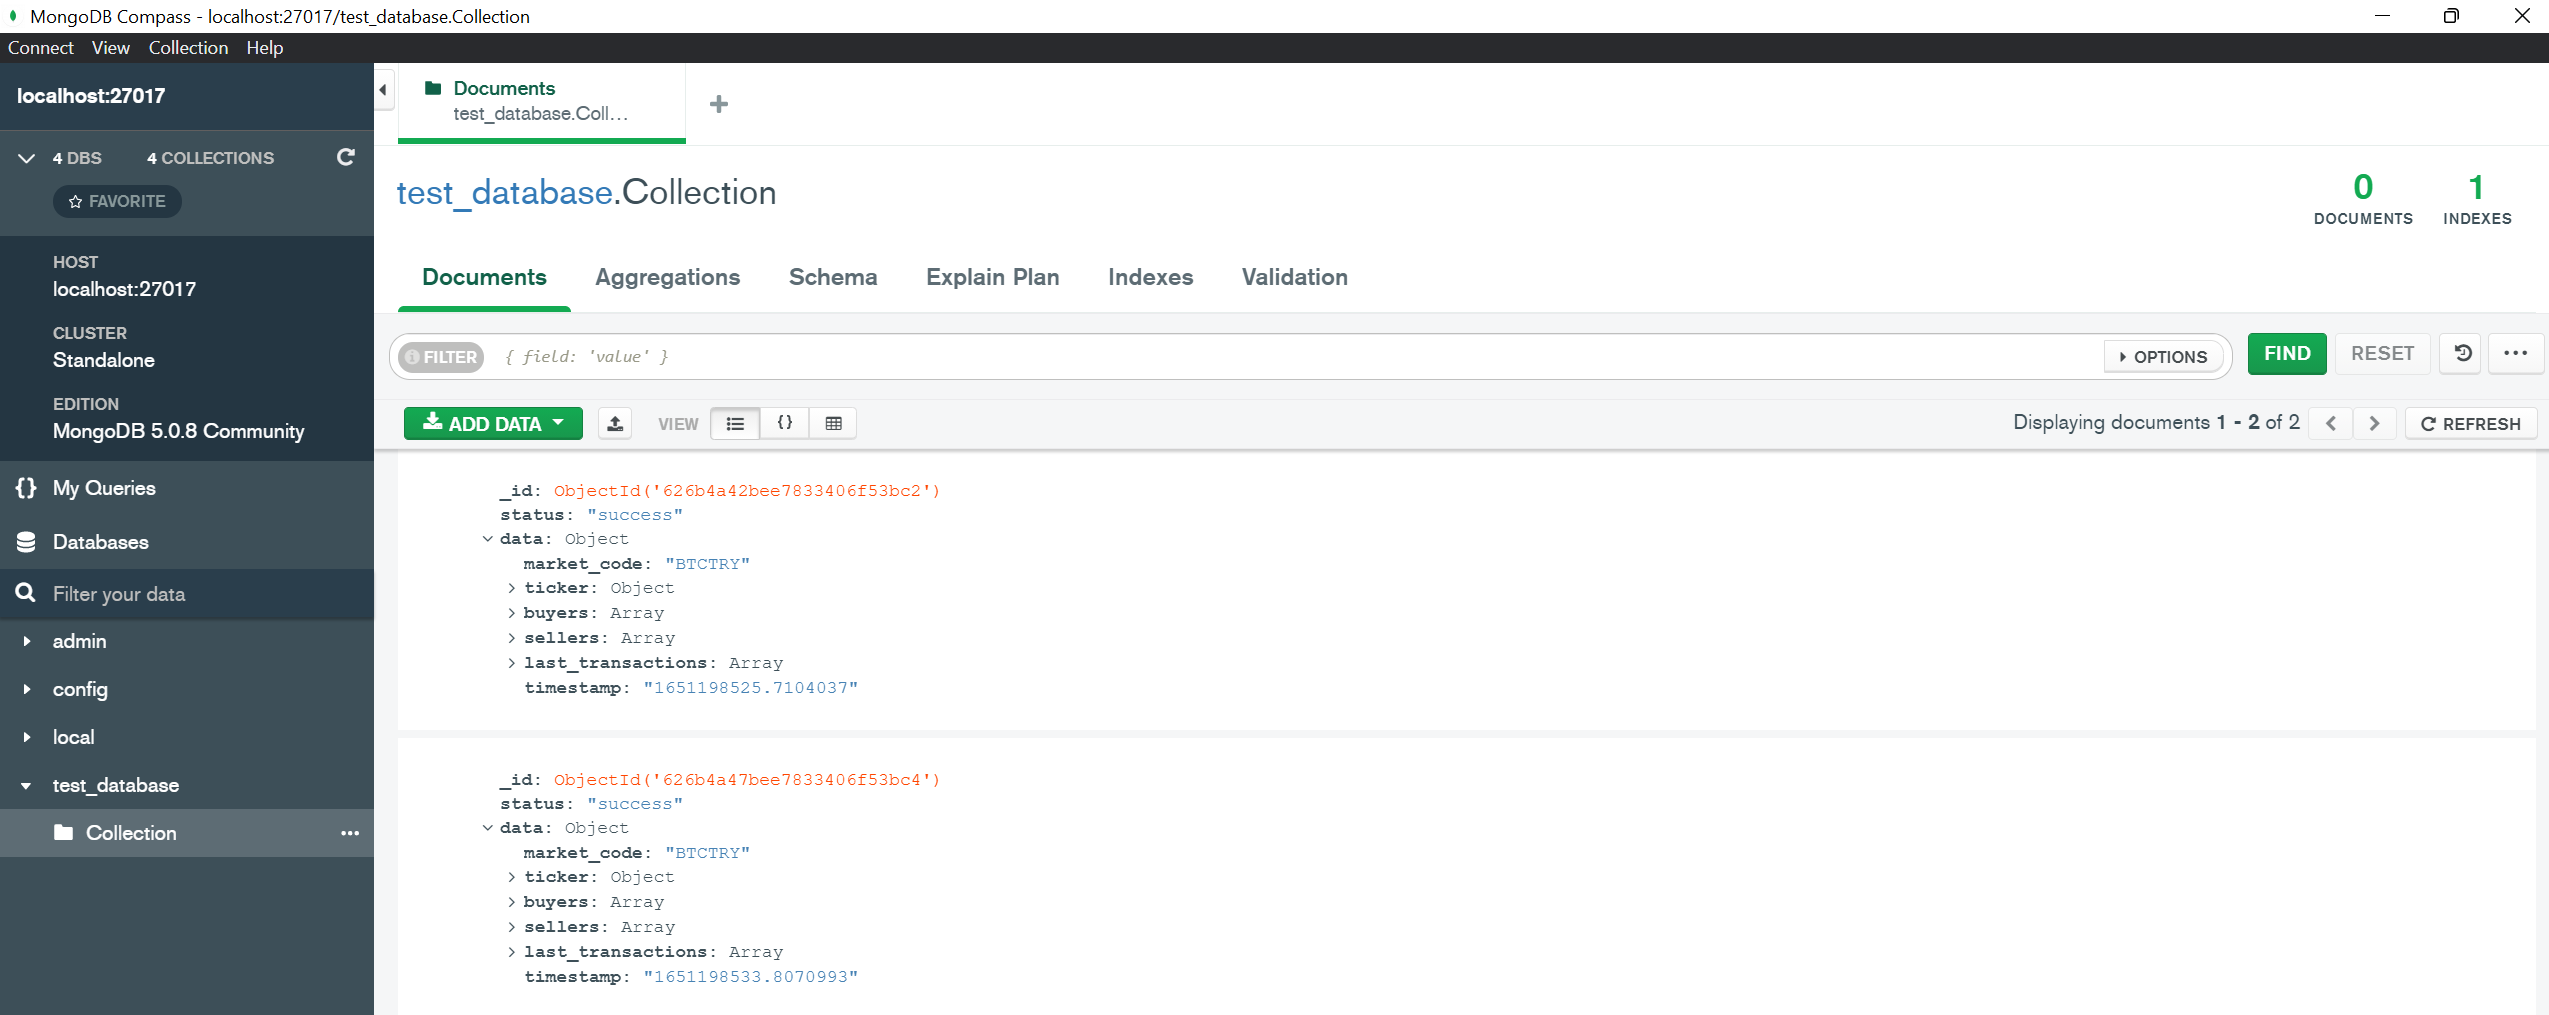 MongoDB Compass - localhost:27017/test_database.Collection
Connect View Collection Help
localhost:27017
4 DBS 4 COLLECTIONS
FAVORITE
HOST
localhost:27017
CLUSTER
Standalone
EDITION
MongoDB 5.0.8 Community
{} My Queries
Databases
Filter your data
admin
config
local
test_database
Collection
Documents
test_database.Coll...
test_database.Collection
0
DOCUMENTS
1
INDEXES
Documents Aggregations Schema Explain Plan Indexes Validation
FILTER { field: 'value' } OPTIONS FIND RESET
ADD DATA VIEW {} Displaying documents 1 - 2 of 2 REFRESH
_id: ObjectId('626b4a42bee7833406f53bc2')
status: "success"
data: Object
market_code: "BTCTRY"
ticker: Object
buyers: Array
sellers: Array
last_transactions: Array
timestamp: "1651198525.7104037"
_id: ObjectId('626b4a47bee7833406f53bc4')
status: "success"
data: Object
market_code: "BTCTRY"
ticker: Object
buyers: Array
sellers: Array
last_transactions: Array
timestamp: "1651198533.8070993"